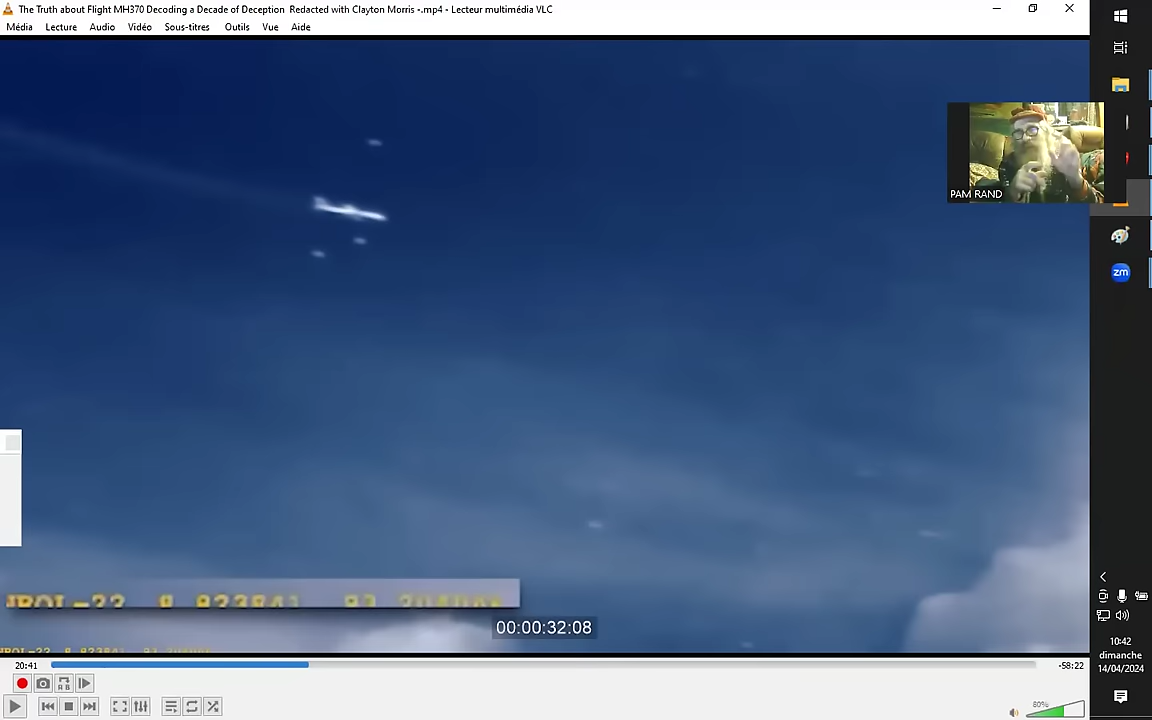 The Truth about Flight MH370 Decoding a Decade of Deception  Redacted with Clayton Morris -.mp4 - Lecteur multimédia VLC
Média Lecture Audio Vidéo Sous-titres Outils Vue Aide
PAM RAND
zm
00:00:32:08
20:41
-58:22
10:42
dimanche
14/04/2024
80%